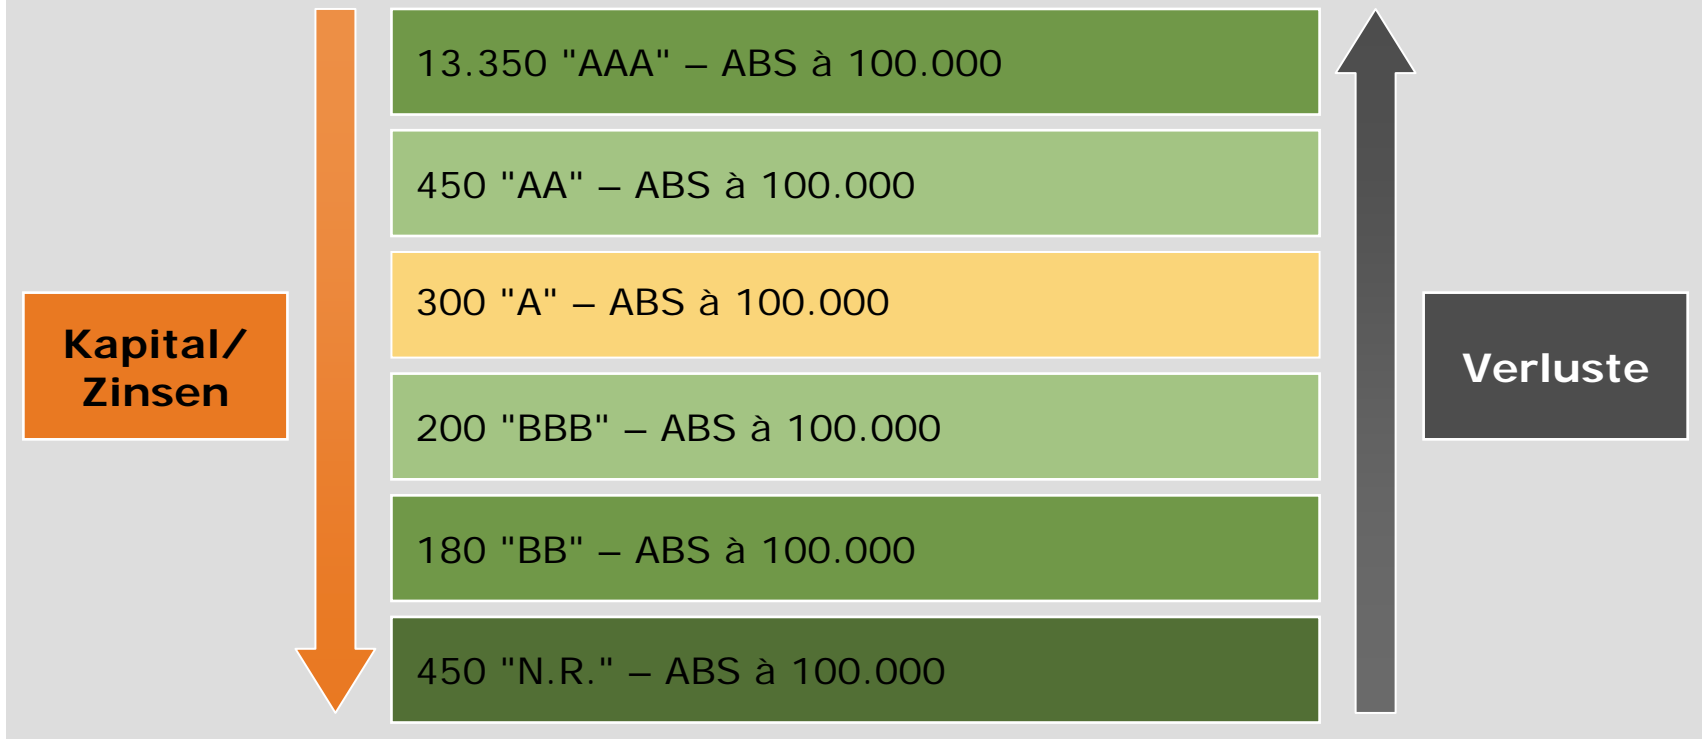 13.350 "AAA" – ABS à 100.000
450 "AA" – ABS à 100.000
300 "A" – ABS à 100.000
Kapital/
Zinsen
Verluste
200 "BBB" – ABS à 100.000
180 "BB" – ABS à 100.000
450 "N.R." – ABS à 100.000